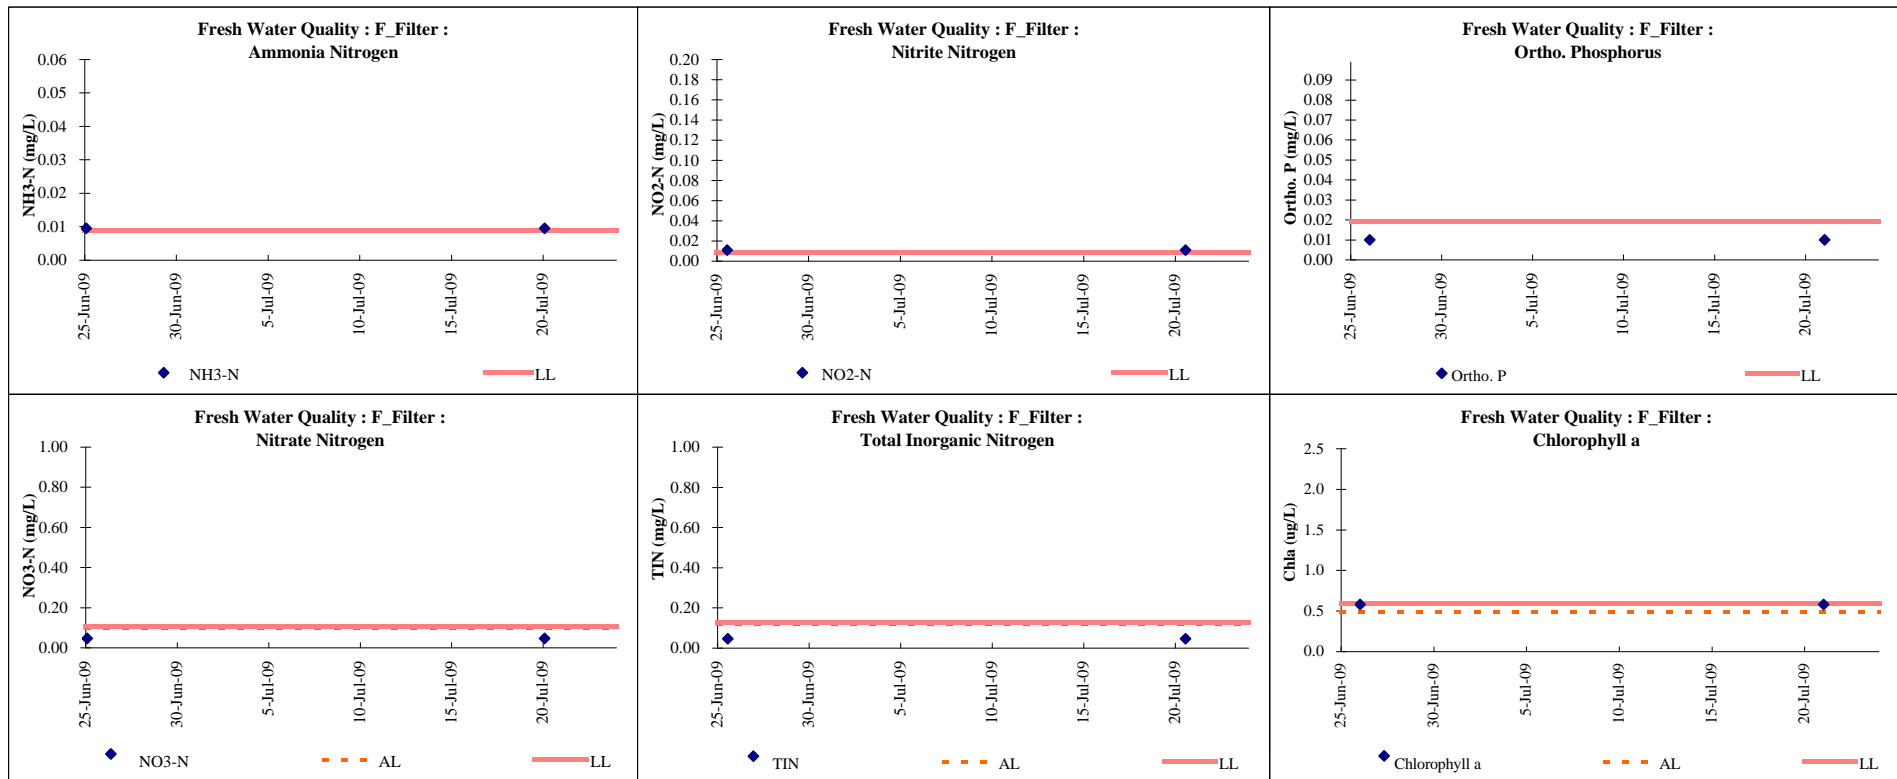 Fresh Water Quality : F_Filter :
Ammonia Nitrogen
NH3-N (mg/L)
0.06
0.05
0.04
0.03
0.02
0.01
0.00
25-Jun-09
30-Jun-09
5-Jul-09
10-Jul-09
15-Jul-09
20-Jul-09
NH3-N
LL
Fresh Water Quality : F_Filter :
Nitrite Nitrogen
NO2-N (mg/L)
0.20
0.18
0.16
0.14
0.12
0.10
0.08
0.06
0.04
0.02
0.00
25-Jun-09
30-Jun-09
5-Jul-09
10-Jul-09
15-Jul-09
20-Jul-09
NO2-N
LL
Fresh Water Quality : F_Filter :
Ortho. Phosphorus
Ortho. P (mg/L)
0.09
0.08
0.07
0.06
0.05
0.04
0.03
0.02
0.01
0.00
25-Jun-09
30-Jun-09
5-Jul-09
10-Jul-09
15-Jul-09
20-Jul-09
Ortho. P
LL
Fresh Water Quality : F_Filter :
Nitrate Nitrogen
NO3-N (mg/L)
1.00
0.80
0.60
0.40
0.20
0.00
25-Jun-09
30-Jun-09
5-Jul-09
10-Jul-09
15-Jul-09
20-Jul-09
NO3-N
AL
LL
Fresh Water Quality : F_Filter :
Total Inorganic Nitrogen
TIN (mg/L)
1.00
0.80
0.60
0.40
0.20
0.00
25-Jun-09
30-Jun-09
5-Jul-09
10-Jul-09
15-Jul-09
20-Jul-09
TIN
AL
LL
Fresh Water Quality : F_Filter :
Chlorophyll a
Chla (ug/L)
2.5
2.0
1.5
1.0
0.5
0.0
25-Jun-09
30-Jun-09
5-Jul-09
10-Jul-09
15-Jul-09
20-Jul-09
Chlorophyll a
AL
LL